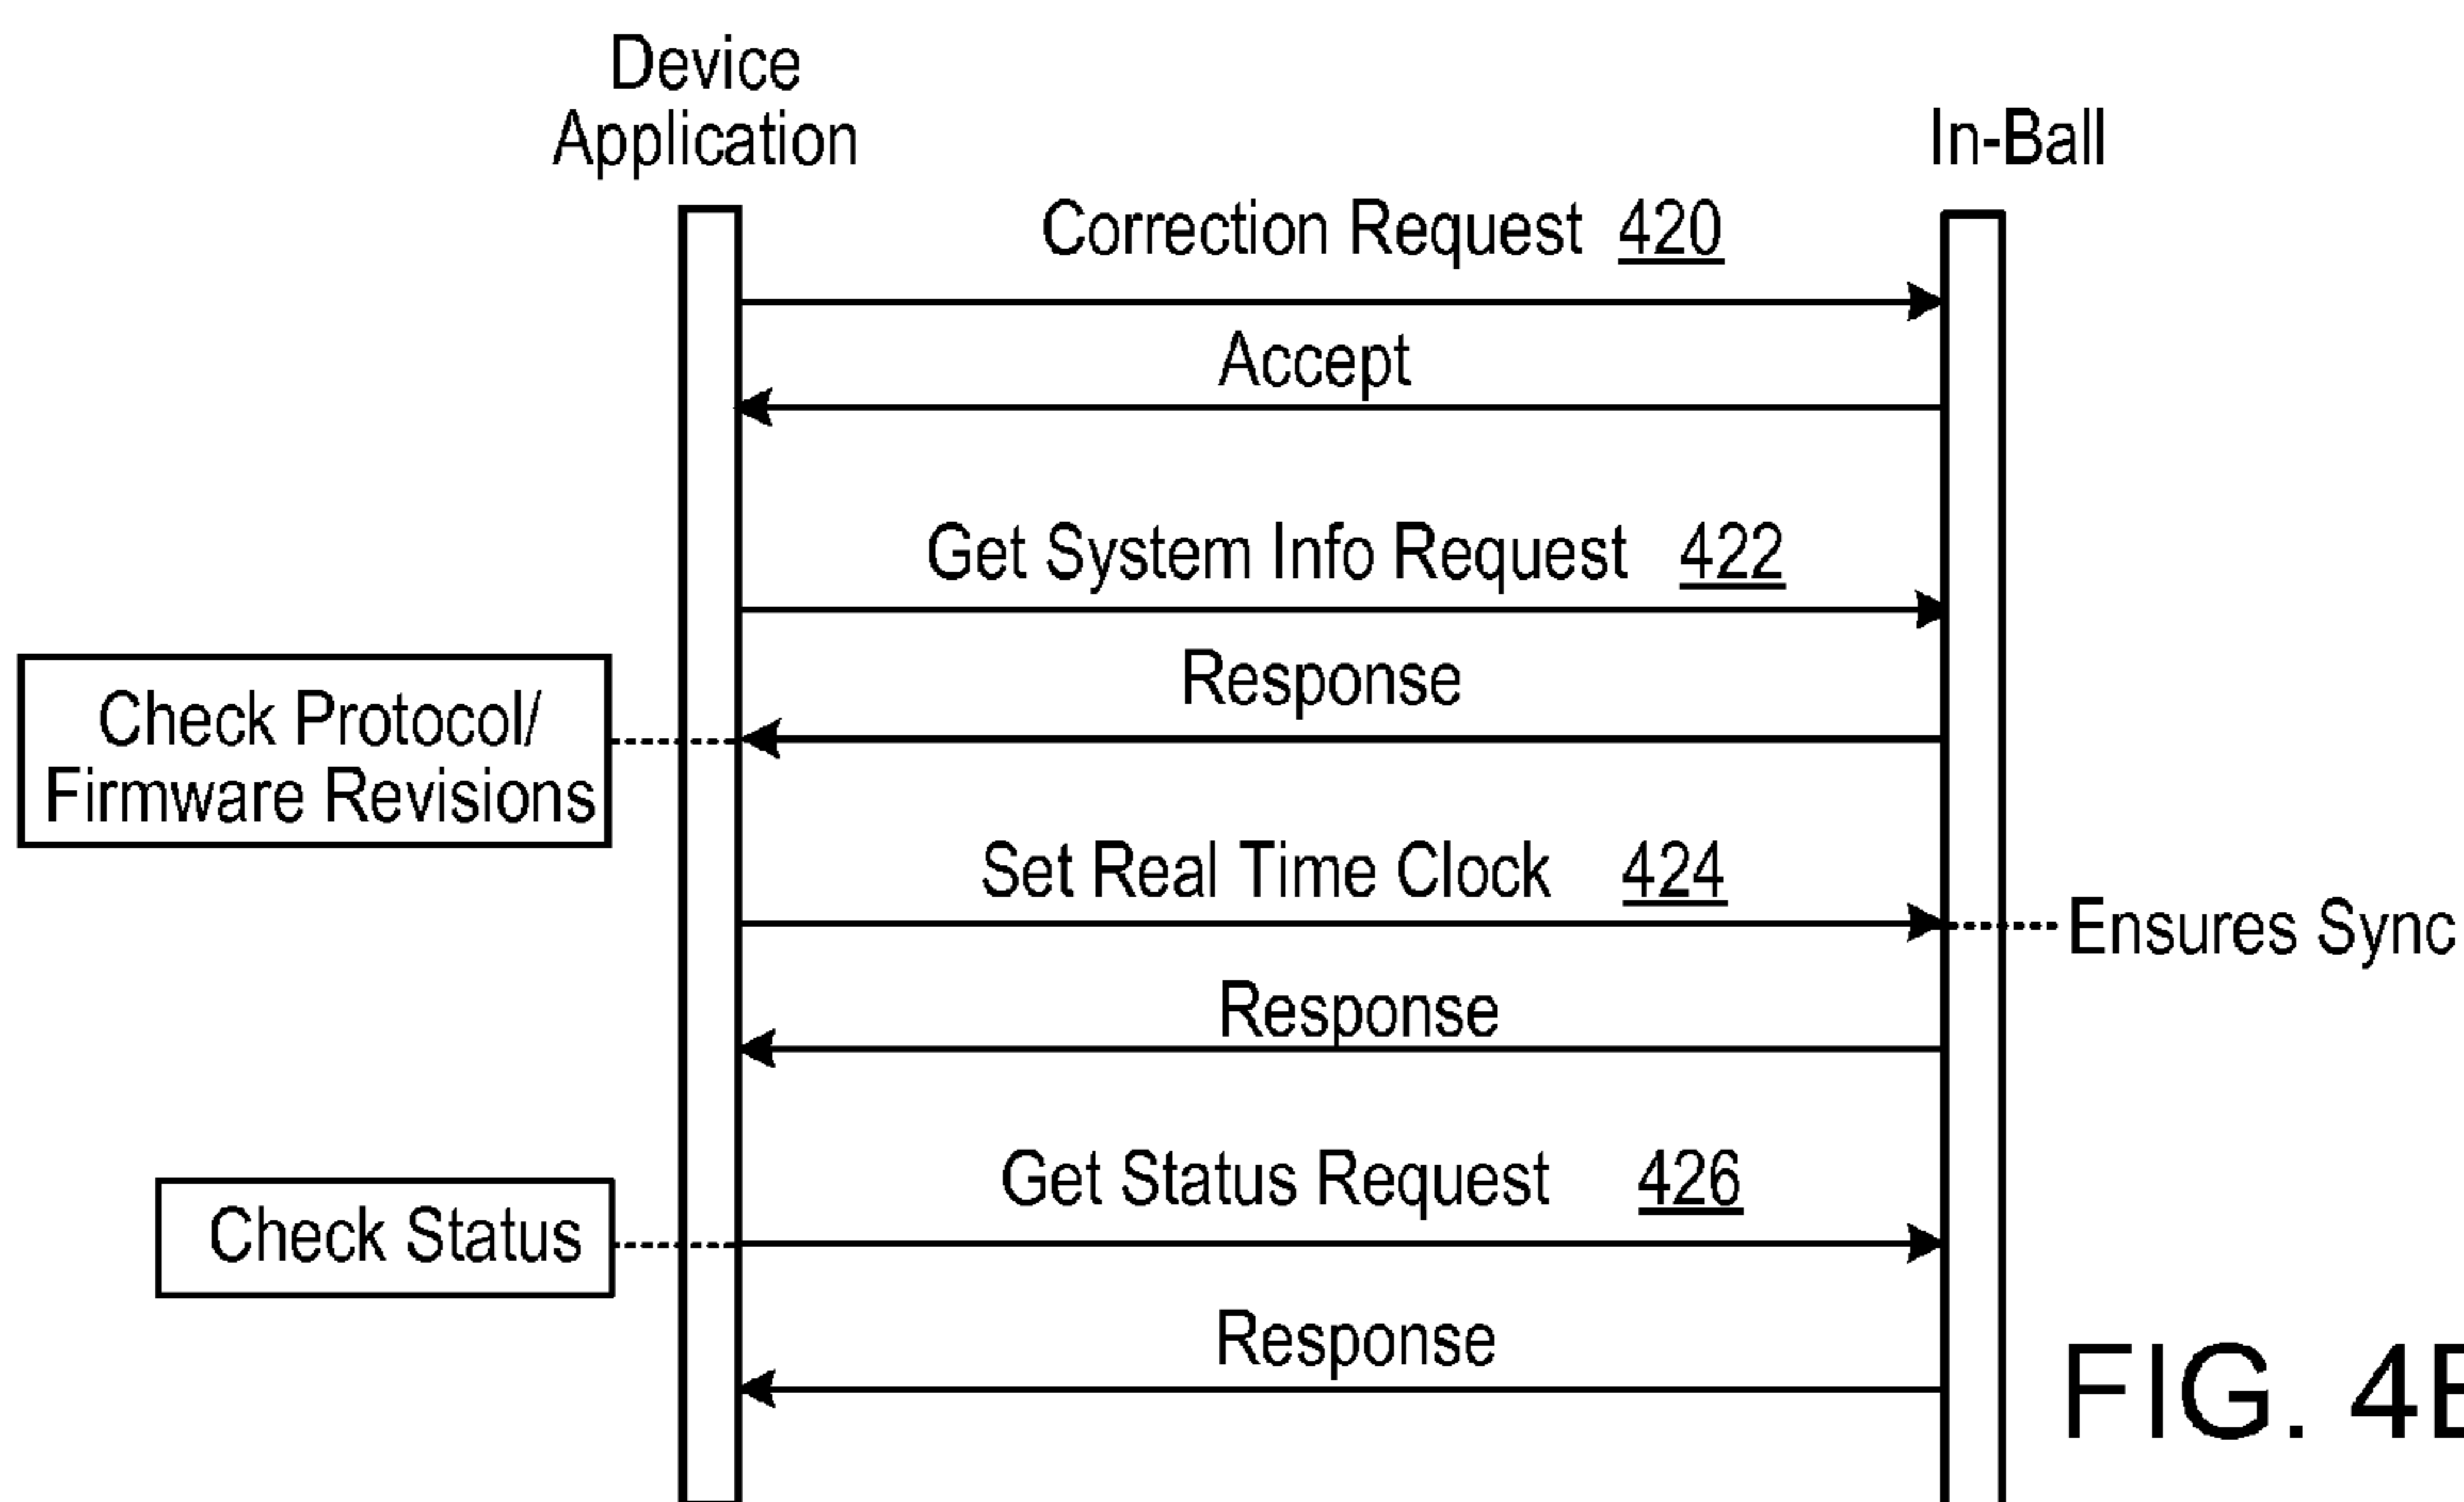 Device
Application
In-Ball
Correction Request 420
Accept
Get System Info Request 422
Response
Check Protocol/
Firmware Revisions
Set Real Time Clock 424
Ensures Sync
Response
Get Status Request 426
Check Status
Response
FIG.